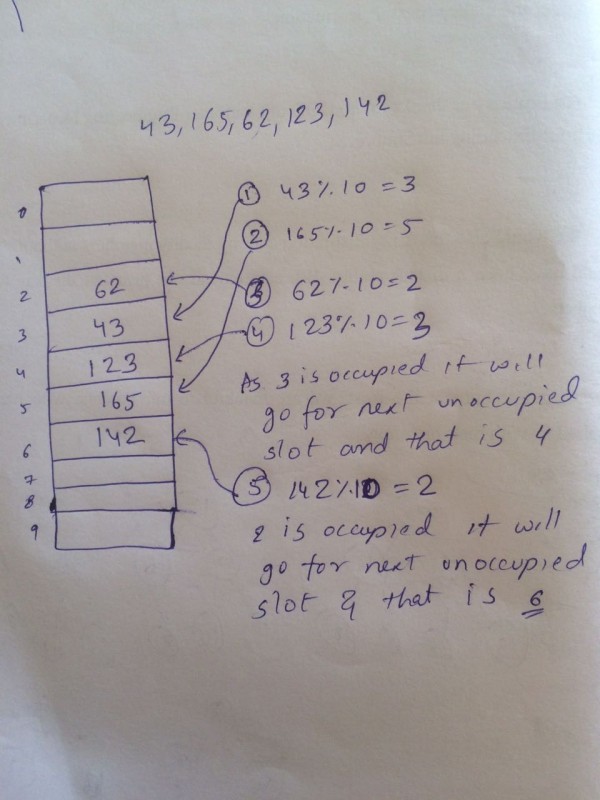 43, 165, 62, 123, 142
0
1
2 62
3 43
4 123
5 165
6 142
7
8
9
① 43%10 = 3
② 165%10 = 5
③ 62%10 = 2
④ 123%10 = 3
As 3 is occupied it will
go for next unoccupied
slot and that is 4
⑤ 142%10 = 2
2 is occupied it will
go for next unoccupied
slot & that is 6